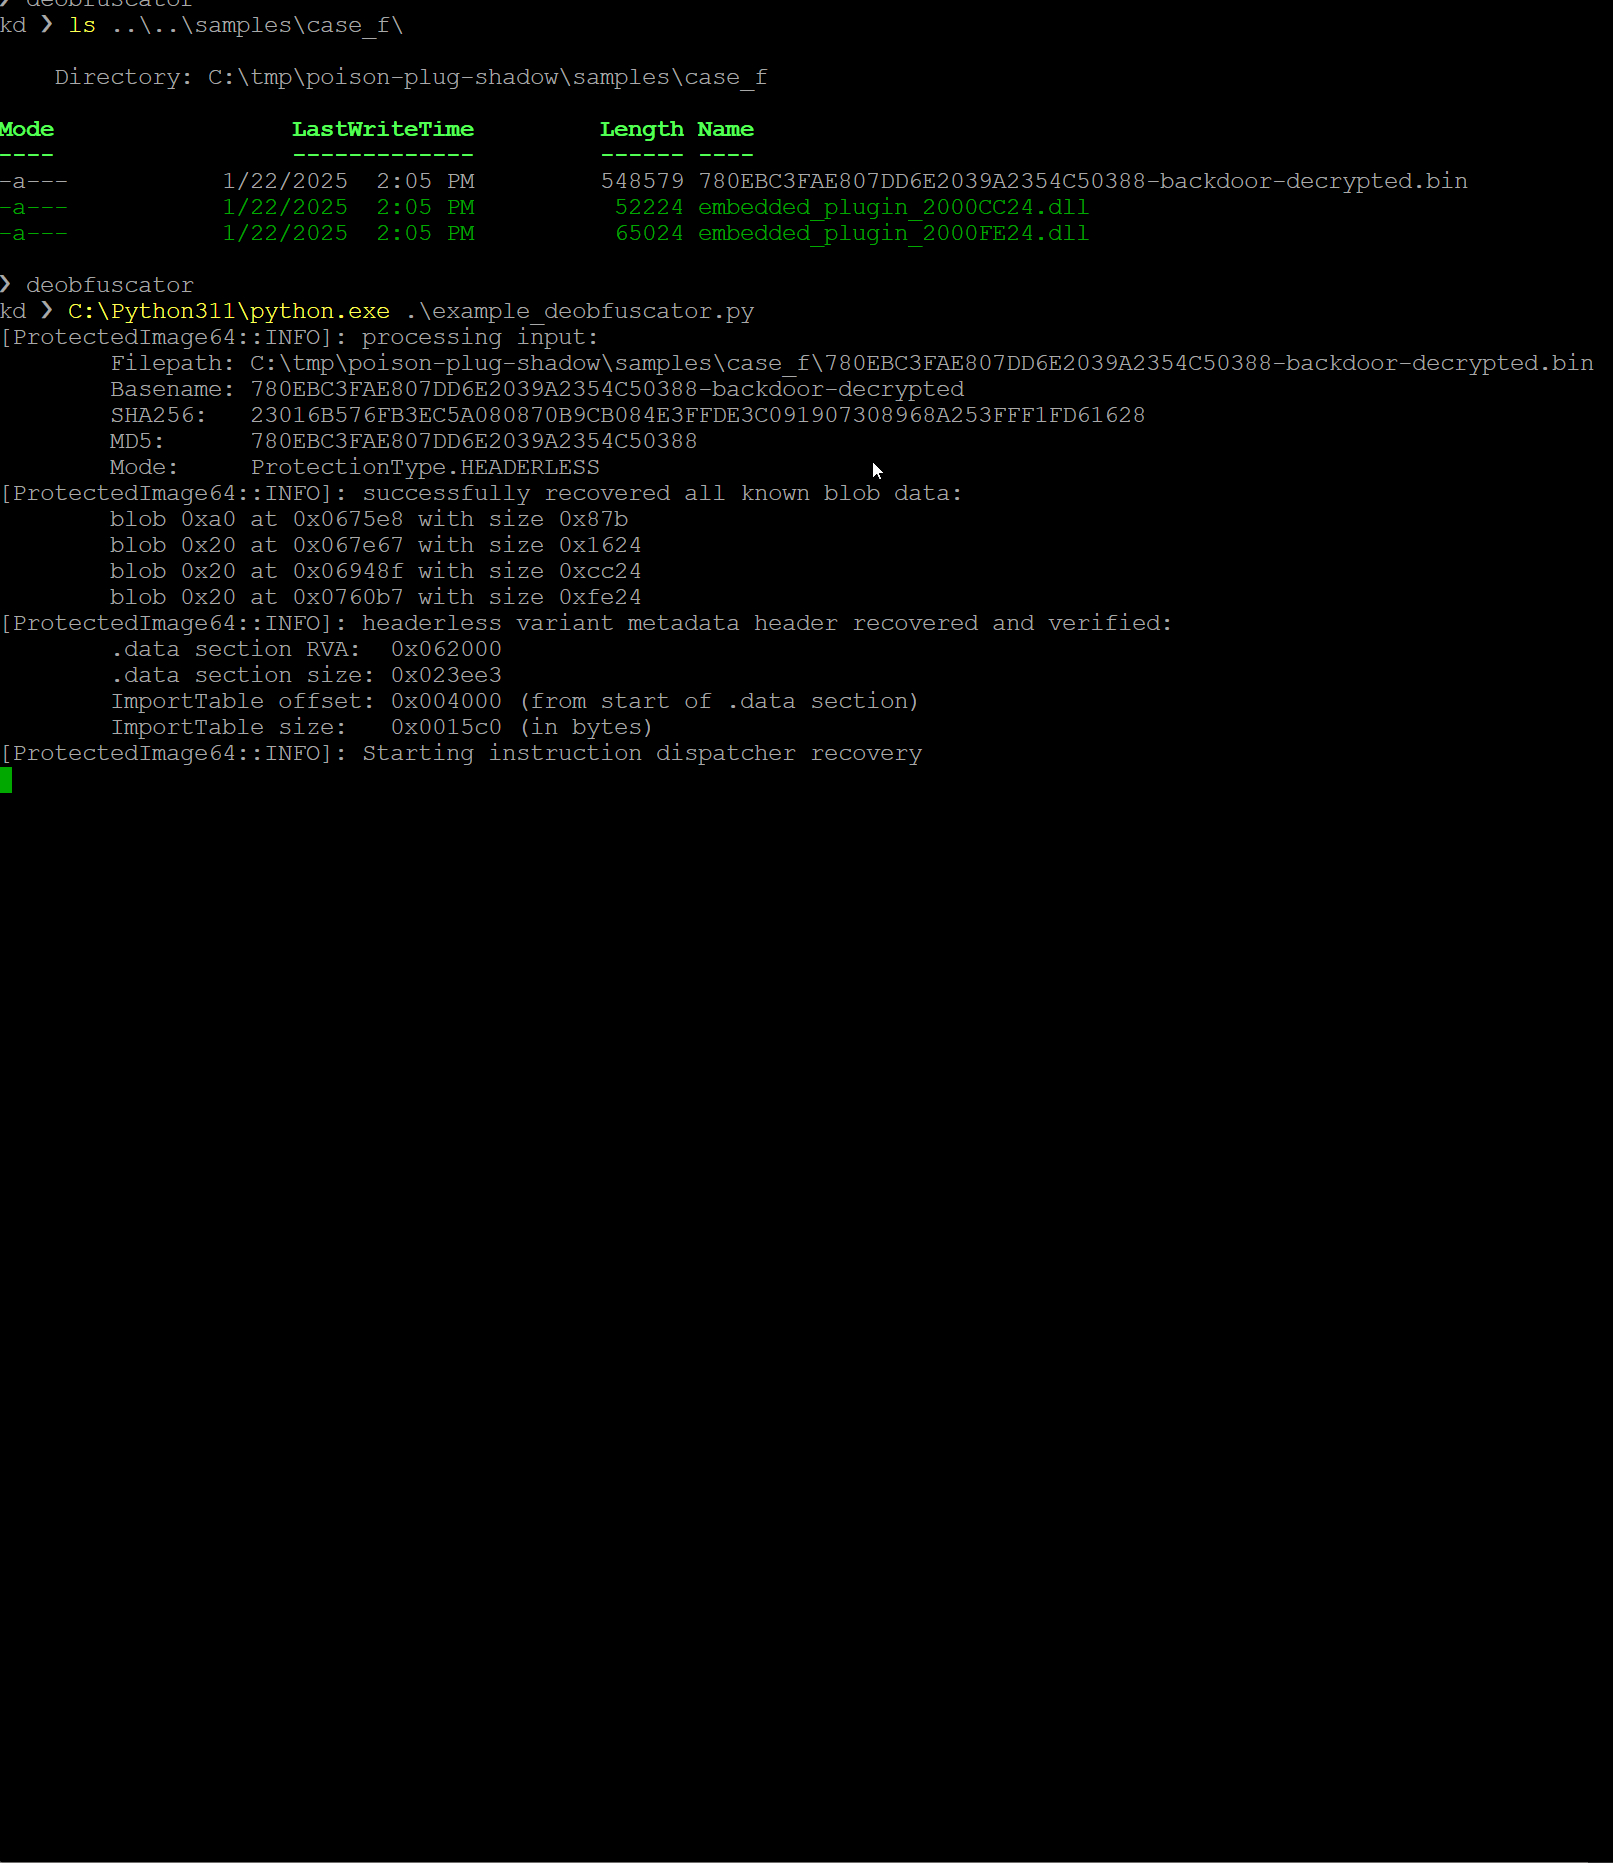 ❯ deobfuscator
kd ❯ ls ..\..\samples\case_f\
Directory: C:\tmp\poison-plug-shadow\samples\case_f
Mode LastWriteTime Length Name
---- ------------- ------ ----
-a--- 1/22/2025 2:05 PM 548579 780EBC3FAE807DD6E2039A2354C50388-backdoor-decrypted.bin
-a--- 1/22/2025 2:05 PM 52224 embedded_plugin_2000CC24.dll
-a--- 1/22/2025 2:05 PM 65024 embedded_plugin_2000FE24.dll
❯ deobfuscator
kd ❯ C:\Python311\python.exe .\example_deobfuscator.py
[ProtectedImage64::INFO]: processing input:
Filepath: C:\tmp\poison-plug-shadow\samples\case_f\780EBC3FAE807DD6E2039A2354C50388-backdoor-decrypted.bin
Basename: 780EBC3FAE807DD6E2039A2354C50388-backdoor-decrypted
SHA256: 23016B576FB3EC5A080870B9CB084E3FFDE3C091907308968A253FFF1FD61628
MD5: 780EBC3FAE807DD6E2039A2354C50388
Mode: ProtectionType.HEADERLESS
[ProtectedImage64::INFO]: successfully recovered all known blob data:
blob 0xa0 at 0x0675e8 with size 0x87b
blob 0x20 at 0x067e67 with size 0x1624
blob 0x20 at 0x06948f with size 0xcc24
blob 0x20 at 0x0760b7 with size 0xfe24
[ProtectedImage64::INFO]: headerless variant metadata header recovered and verified:
.data section RVA: 0x062000
.data section size: 0x023ee3
ImportTable offset: 0x004000 (from start of .data section)
ImportTable size: 0x0015c0 (in bytes)
[ProtectedImage64::INFO]: Starting instruction dispatcher recovery